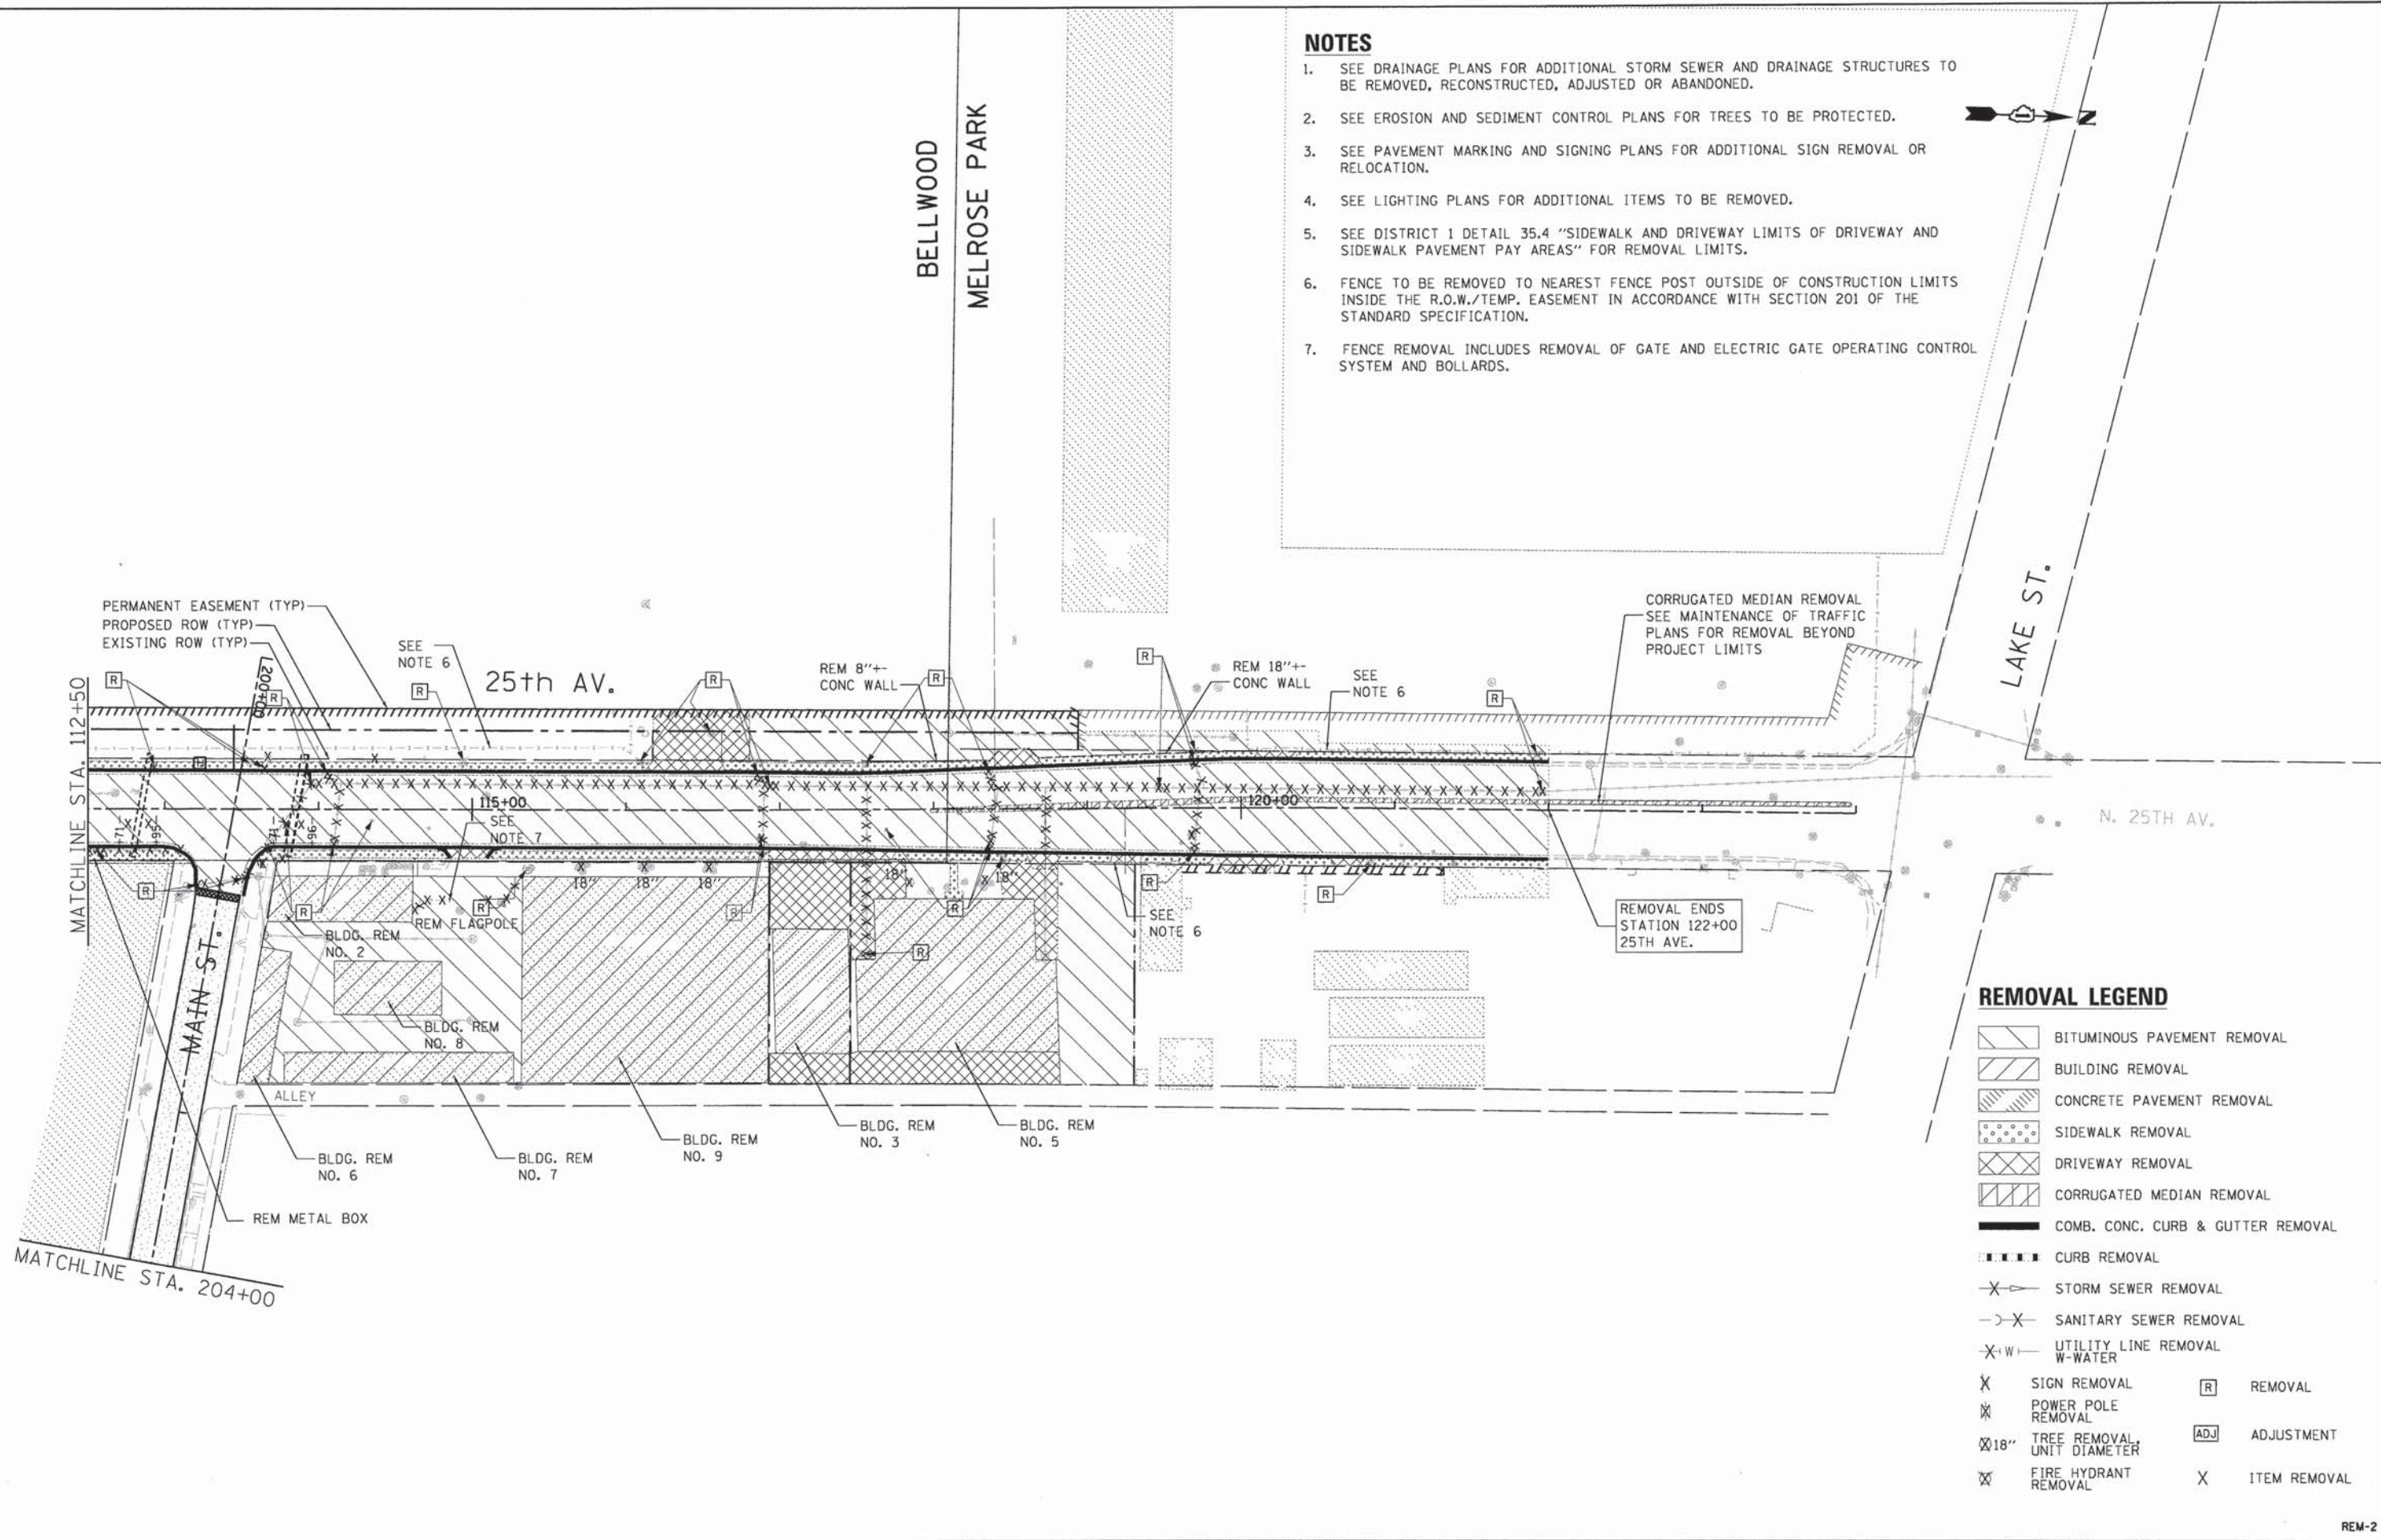 NOTES
1. SEE DRAINAGE PLANS FOR ADDITIONAL STORM SEWER AND DRAINAGE STRUCTURES TO
BE REMOVED, RECONSTRUCTED, ADJUSTED OR ABANDONED.
2. SEE EROSION AND SEDIMENT CONTROL PLANS FOR TREES TO BE PROTECTED.
3. SEE PAVEMENT MARKING AND SIGNING PLANS FOR ADDITIONAL SIGN REMOVAL OR
RELOCATION.
4. SEE LIGHTING PLANS FOR ADDITIONAL ITEMS TO BE REMOVED.
5. SEE DISTRICT 1 DETAIL 35.4 "SIDEWALK AND DRIVEWAY LIMITS OF DRIVEWAY AND
SIDEWALK PAVEMENT PAY AREAS" FOR REMOVAL LIMITS.
6. FENCE TO BE REMOVED TO NEAREST FENCE POST OUTSIDE OF CONSTRUCTION LIMITS
INSIDE THE R.O.W./TEMP. EASEMENT IN ACCORDANCE WITH SECTION 201 OF THE
STANDARD SPECIFICATION.
7. FENCE REMOVAL INCLUDES REMOVAL OF GATE AND ELECTRIC GATE OPERATING CONTROL
SYSTEM AND BOLLARDS.
N
BELLWOOD
MELROSE PARK
LAKE ST.
PERMANENT EASEMENT (TYP)
PROPOSED ROW (TYP)
EXISTING ROW (TYP)
SEE
NOTE 6
25th AV.
REM 8"+-
CONC WALL
REM 18"+-
CONC WALL
SEE
NOTE 6
CORRUGATED MEDIAN REMOVAL
SEE MAINTENANCE OF TRAFFIC
PLANS FOR REMOVAL BEYOND
PROJECT LIMITS
R
R
R
R
R
R
R
MATCHLINE STA. 112+50
L200+00
115+00
120+00
SEE
NOTE 7
N. 25TH AV.
71
95
71
96
18"
18"
18"
18"
18"
R
R
R
R
R
R
R
R
REM FLAGPOLE
BLDG. REM
NO. 2
SEE
NOTE 6
REMOVAL ENDS
STATION 122+00
25TH AVE.
MAIN ST.
BLDG. REM
NO. 8
ALLEY
BLDG. REM
NO. 6
BLDG. REM
NO. 7
BLDG. REM
NO. 9
BLDG. REM
NO. 3
BLDG. REM
NO. 5
REM METAL BOX
MATCHLINE STA. 204+00
REMOVAL LEGEND
BITUMINOUS PAVEMENT REMOVAL
BUILDING REMOVAL
CONCRETE PAVEMENT REMOVAL
SIDEWALK REMOVAL
DRIVEWAY REMOVAL
CORRUGATED MEDIAN REMOVAL
COMB. CONC. CURB & GUTTER REMOVAL
CURB REMOVAL
STORM SEWER REMOVAL
SANITARY SEWER REMOVAL
W UTILITY LINE REMOVAL
W-WATER
X SIGN REMOVAL
R REMOVAL
POWER POLE
REMOVAL
ADJ ADJUSTMENT
18" TREE REMOVAL,
UNIT DIAMETER
FIRE HYDRANT
REMOVAL
X ITEM REMOVAL
REM-2